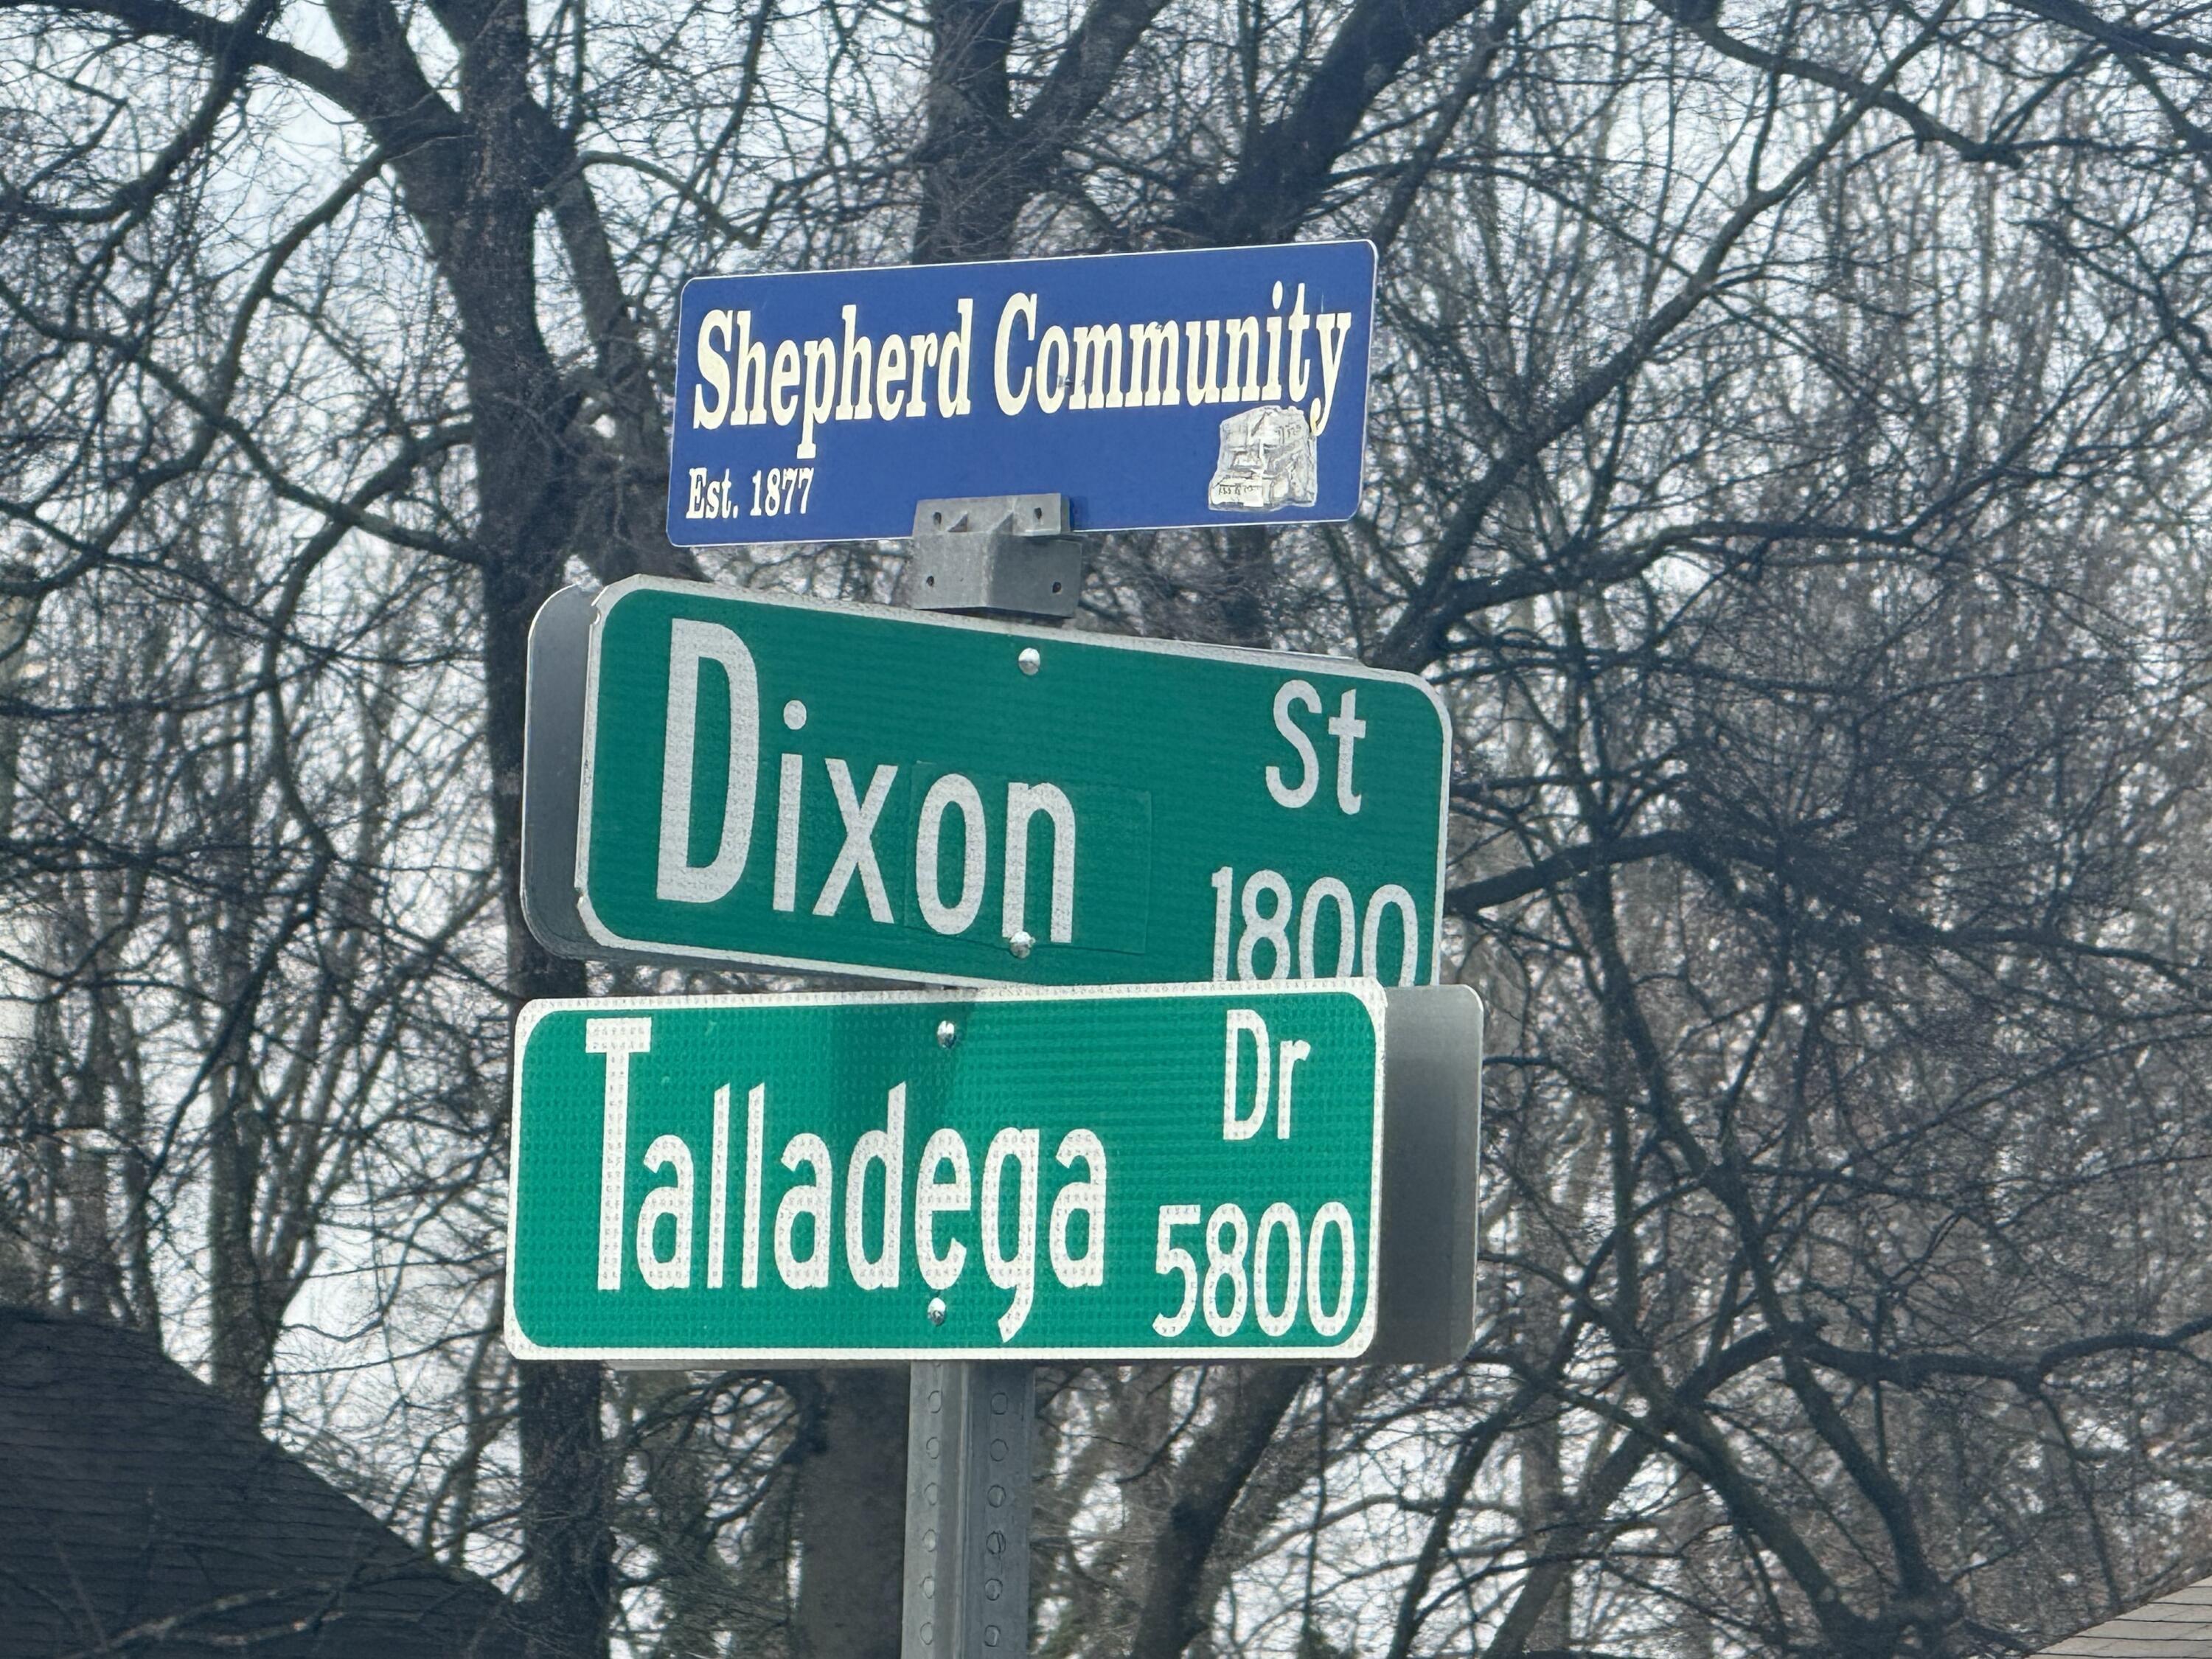 Shepherd Community
Est. 1877
Dixon St
1800
Talladega Dr
5800